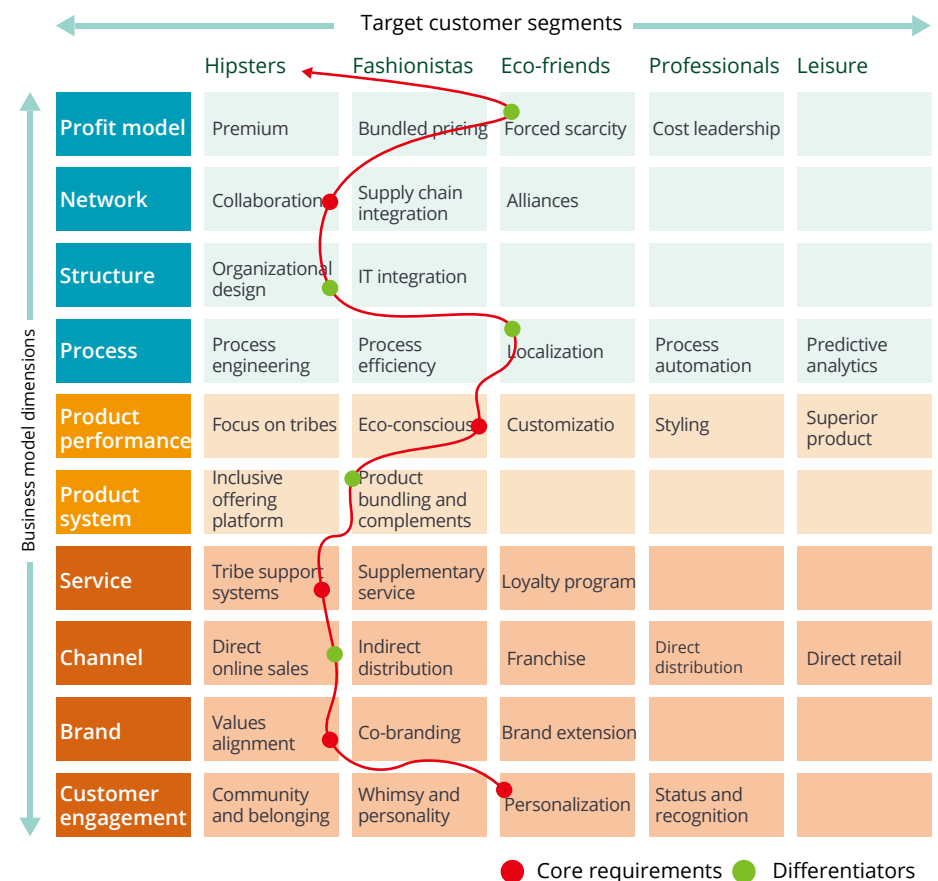 Target customer segments
Hipsters Fashionistas Eco-friends Professionals Leisure
Business model dimensions
Profit model
Premium
Bundled pricing
Forced scarcity
Cost leadership
Network
Collaboration
Supply chain
integration
Alliances
Structure
Organizational
design
IT integration
Process
Process
engineering
Process
efficiency
Localization
Process
automation
Predictive
analytics
Product
performance
Focus on tribes
Eco-conscious
Customizatio
Styling
Superior
product
Product
system
Inclusive
offering
platform
Product
bundling and
complements
Service
Tribe support
systems
Supplementary
service
Loyalty program
Channel
Direct
online sales
Indirect
distribution
Franchise
Direct
distribution
Direct retail
Brand
Values
alignment
Co-branding
Brand extension
Customer
engagement
Community
and belonging
Whimsy and
personality
Personalization
Status and
recognition
Core requirements
Differentiators